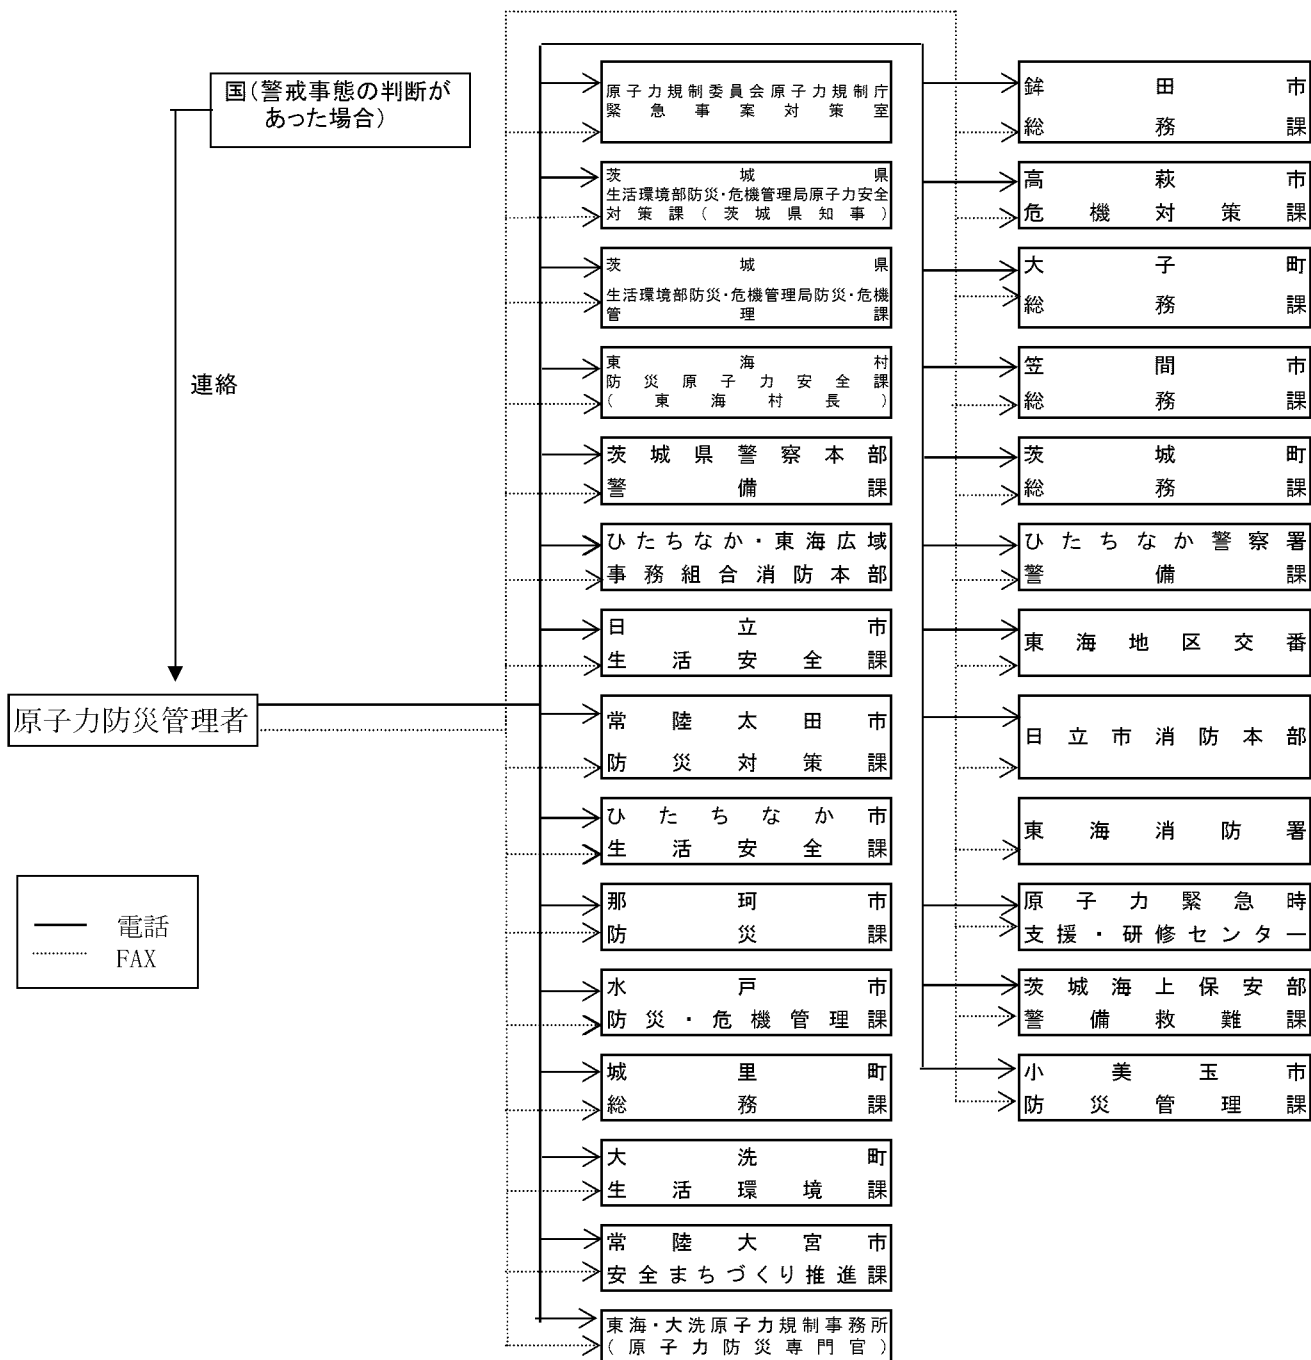 国(警戒事態の判断が
あった場合)
連絡
原子力防災管理者
電話
FAX
原子力規制委員会原子力規制庁
緊急事案対策室
茨城県
生活環境部防災・危機管理局原子力安全
対策課(茨城県知事)
茨城県
生活環境部防災・危機管理局防災・危機
管理課
東海村
防災原子力安全課
(東海村長)
茨城県警察本部
警備課
ひたちなか・東海広域
事務組合消防本部
日立市
生活安全課
常陸太田市
防災対策課
ひたちなか市
生活安全課
那珂市
防災課
水戸市
防災・危機管理課
城里町
総務課
大洗町
生活環境課
常陸大宮市
安全まちづくり推進課
東海・大洗原子力規制事務所
(原子力防災専門官)
鉾田市
総務課
高萩市
危機対策課
大子町
総務課
笠間市
総務課
茨城町
総務課
ひたちなか警察署
警備課
東海地区交番
日立市消防本部
東海消防署
原子力緊急時
支援・研修センター
茨城海上保安部
警備救難課
小美玉市
防災管理課